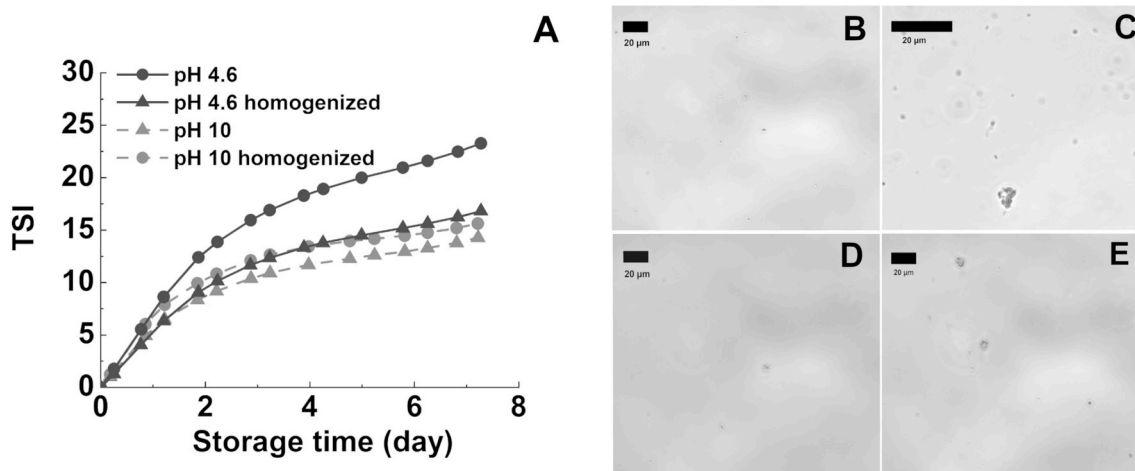 A
30
25
20
15
10
5
0
TSI
pH 4.6
pH 4.6 homogenized
pH 10
pH 10 homogenized
0 2 4 6 8
Storage time (day)
B
20 µm
C
20 µm
D
20 µm
E
20 µm